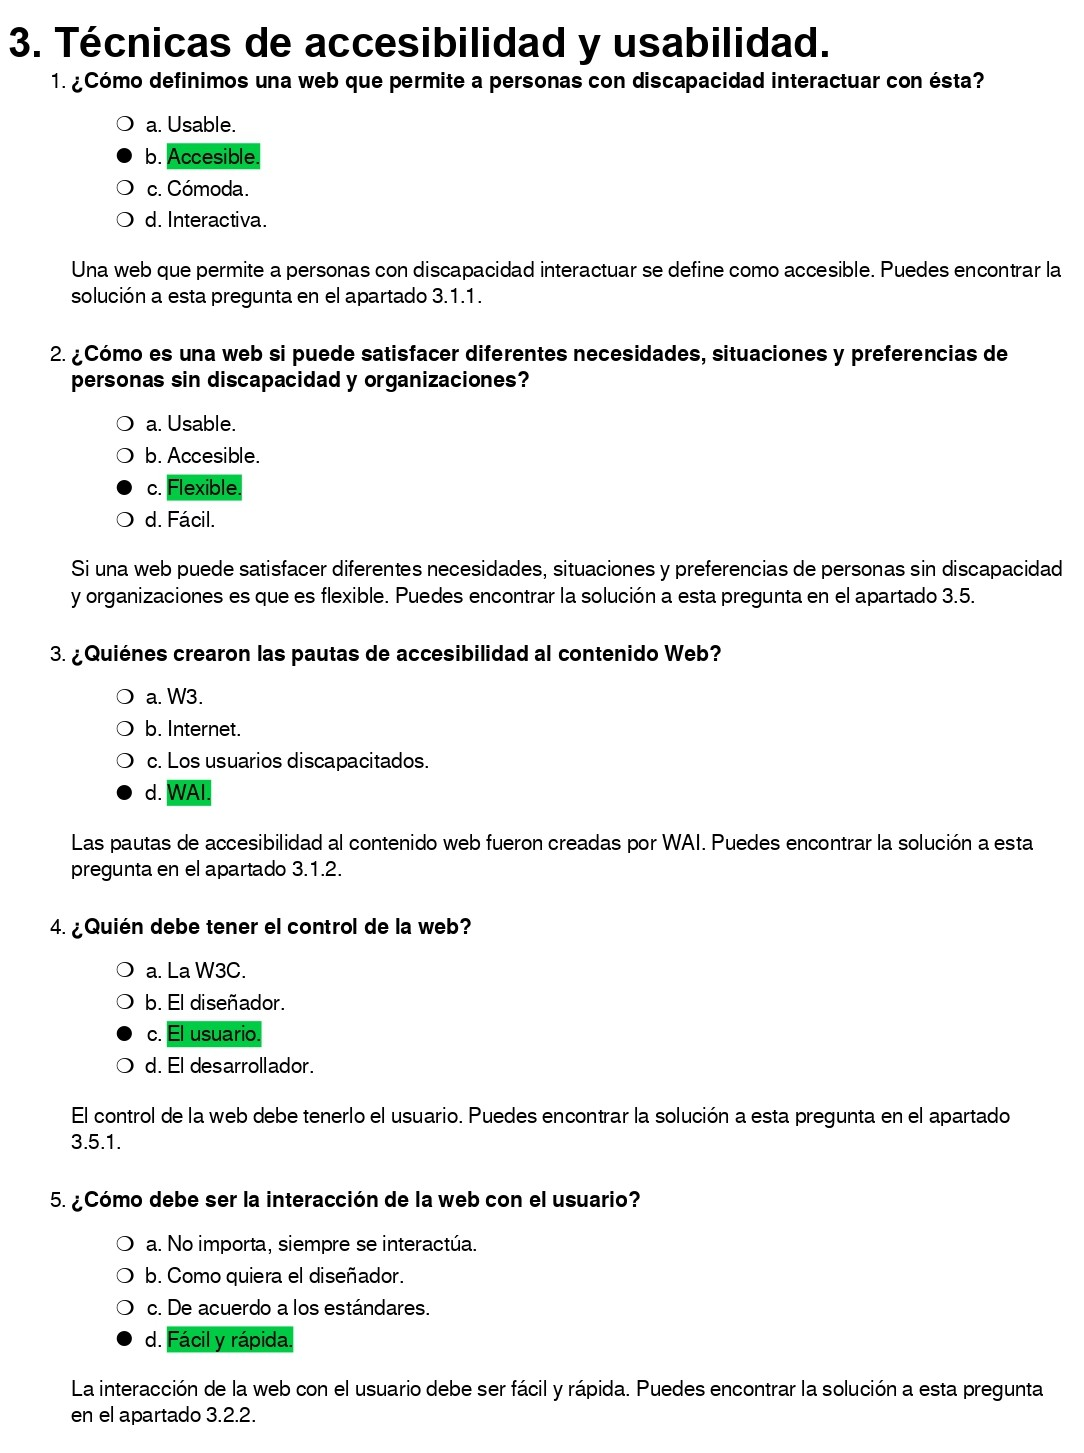 3. Técnicas de accesibilidad y usabilidad.
1. ¿Cómo definimos una web que permite a personas con discapacidad interactuar con ésta?
a. Usable.
b. Accesible.
c. Cómoda.
d. Interactiva.
Una web que permite a personas con discapacidad interactuar se define como accesible. Puedes encontrar la
solución a esta pregunta en el apartado 3.1.1.
2. ¿Cómo es una web si puede satisfacer diferentes necesidades, situaciones y preferencias de
personas sin discapacidad y organizaciones?
a. Usable.
b. Accesible.
c. Flexible.
d. Fácil.
Si una web puede satisfacer diferentes necesidades, situaciones y preferencias de personas sin discapacidad
y organizaciones es que es flexible. Puedes encontrar la solución a esta pregunta en el apartado 3.5.
3. ¿Quiénes crearon las pautas de accesibilidad al contenido Web?
a. W3.
b. Internet.
c. Los usuarios discapacitados.
d. WAI.
Las pautas de accesibilidad al contenido web fueron creadas por WAI. Puedes encontrar la solución a esta
pregunta en el apartado 3.1.2.
4. ¿Quién debe tener el control de la web?
a. La W3C.
b. El diseñador.
c. El usuario.
d. El desarrollador.
El control de la web debe tenerlo el usuario. Puedes encontrar la solución a esta pregunta en el apartado
3.5.1.
5. ¿Cómo debe ser la interacción de la web con el usuario?
a. No importa, siempre se interactúa.
b. Como quiera el diseñador.
c. De acuerdo a los estándares.
d. Fácil y rápida.
La interacción de la web con el usuario debe ser fácil y rápida. Puedes encontrar la solución a esta pregunta
en el apartado 3.2.2.